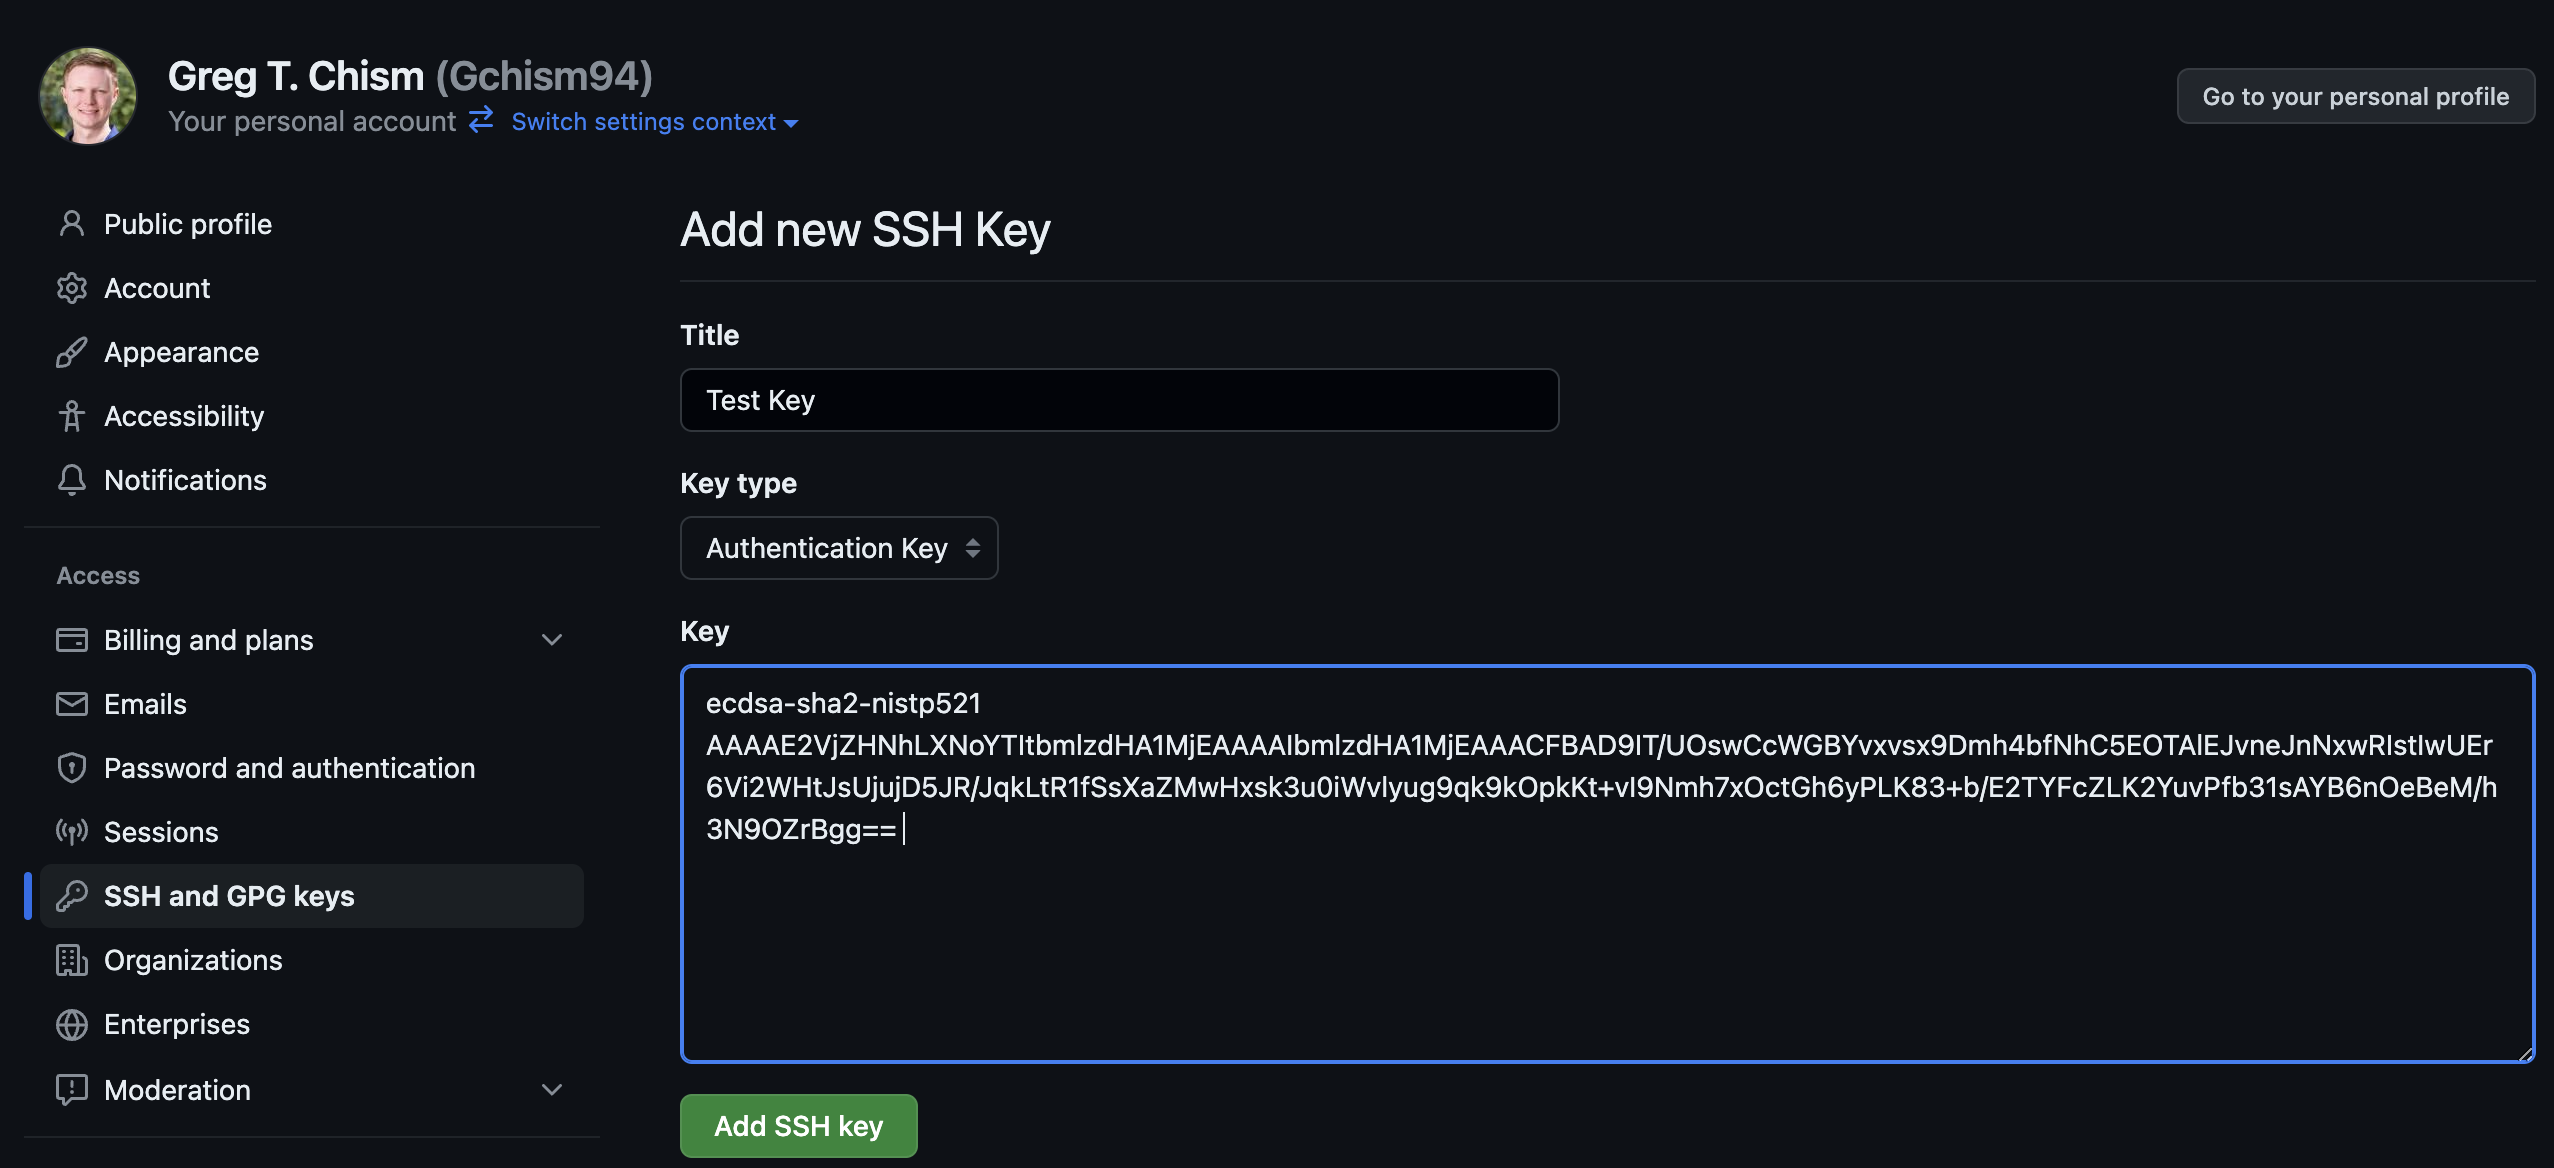 Greg T. Chism (Gchism94)
Your personal account Switch settings context
Go to your personal profile
Public profile
Account
Appearance
Accessibility
Notifications
Access
Billing and plans
Emails
Password and authentication
Sessions
SSH and GPG keys
Organizations
Enterprises
Moderation
Add new SSH Key
Title
Test Key
Key type
Authentication Key
Key
ecdsa-sha2-nistp521
AAAAE2VjZHNhLXNoYTItbmlzdHA1MjEAAAAIbmlzdHA1MjEAAACFBAD9IT/UOswCcWGBYvxvsx9Dmh4bfNhC5EOTAlEJvneJnNxwRIstIwUEr
6Vi2WHtJsUjujD5JR/JqkLtR1fSsXaZMwHxsk3u0iWvlyug9qk9kOpkKt+vI9Nmh7xOctGh6yPLK83+b/E2TYFcZLK2YuvPfb31sAYB6nOeBeM/h
3N9OZrBgg==
Add SSH key